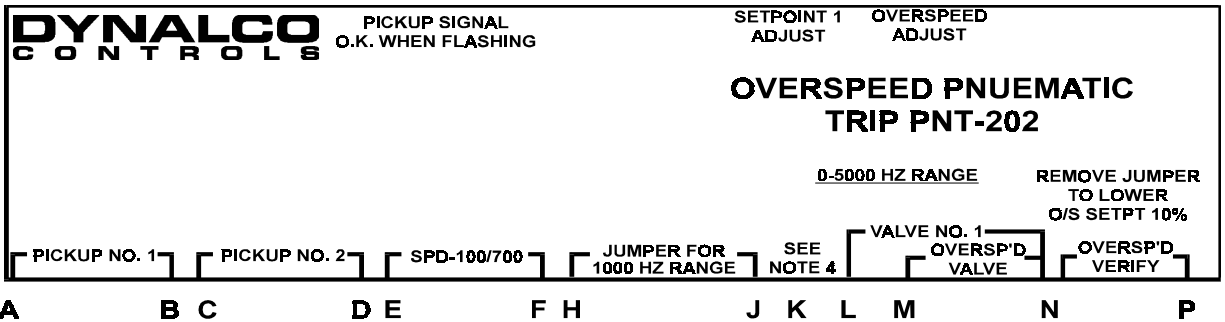 DYNALCO
CONTROLS
PICKUP SIGNAL
O.K. WHEN FLASHING
SETPOINT 1
ADJUST
OVERSPEED
ADJUST
OVERSPEED PNUEMATIC
TRIP PNT-202
0-5000 HZ RANGE
REMOVE JUMPER
TO LOWER
O/S SETPT 10%
PICKUP NO. 1
PICKUP NO. 2
SPD-100/700
JUMPER FOR
1000 HZ RANGE
SEE
NOTE 4
VALVE NO. 1
OVERSP'D
VALVE
OVERSP'D
VERIFY
A B C D E F H J K L M N P